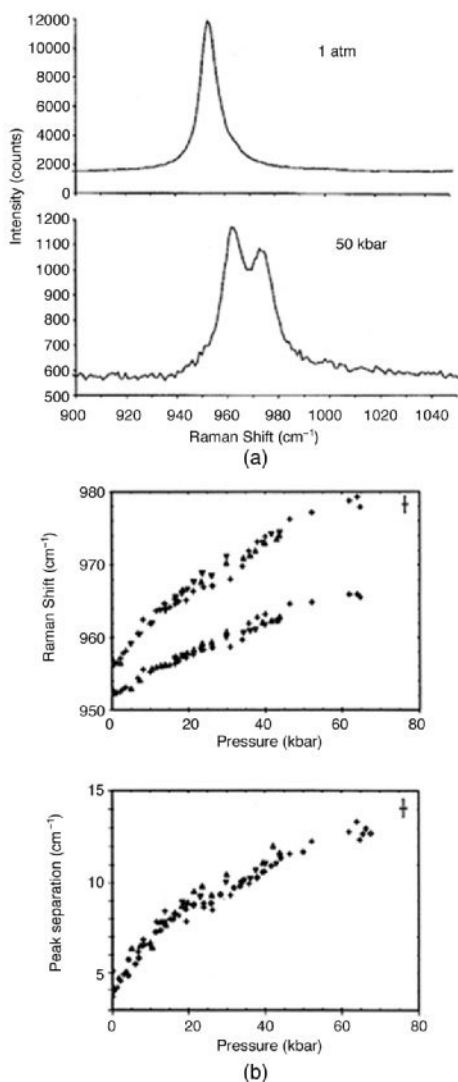 12000
10000
8000
6000
4000
2000
0
1 atm
Intensity (counts)
1200
1100
1000
900
800
700
600
500
50 kbar
900 920 940 960 980 1000 1020 1040
Raman Shift (cm⁻¹)
(a)
980
970
960
950
Raman Shift (cm⁻¹)
0 20 40 60 80
Pressure (kbar)
15
10
5
Peak separation (cm⁻¹)
0 20 40 60 80
Pressure (kbar)
(b)